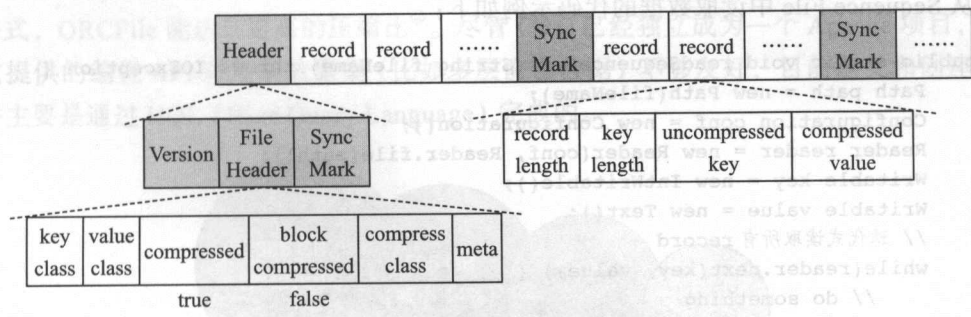 Header record record …… Sync Mark record record …… Sync Mark
Version File Header Sync Mark
record length key length uncompressed key compressed value
key class value class compressed block compressed compress class meta
true false